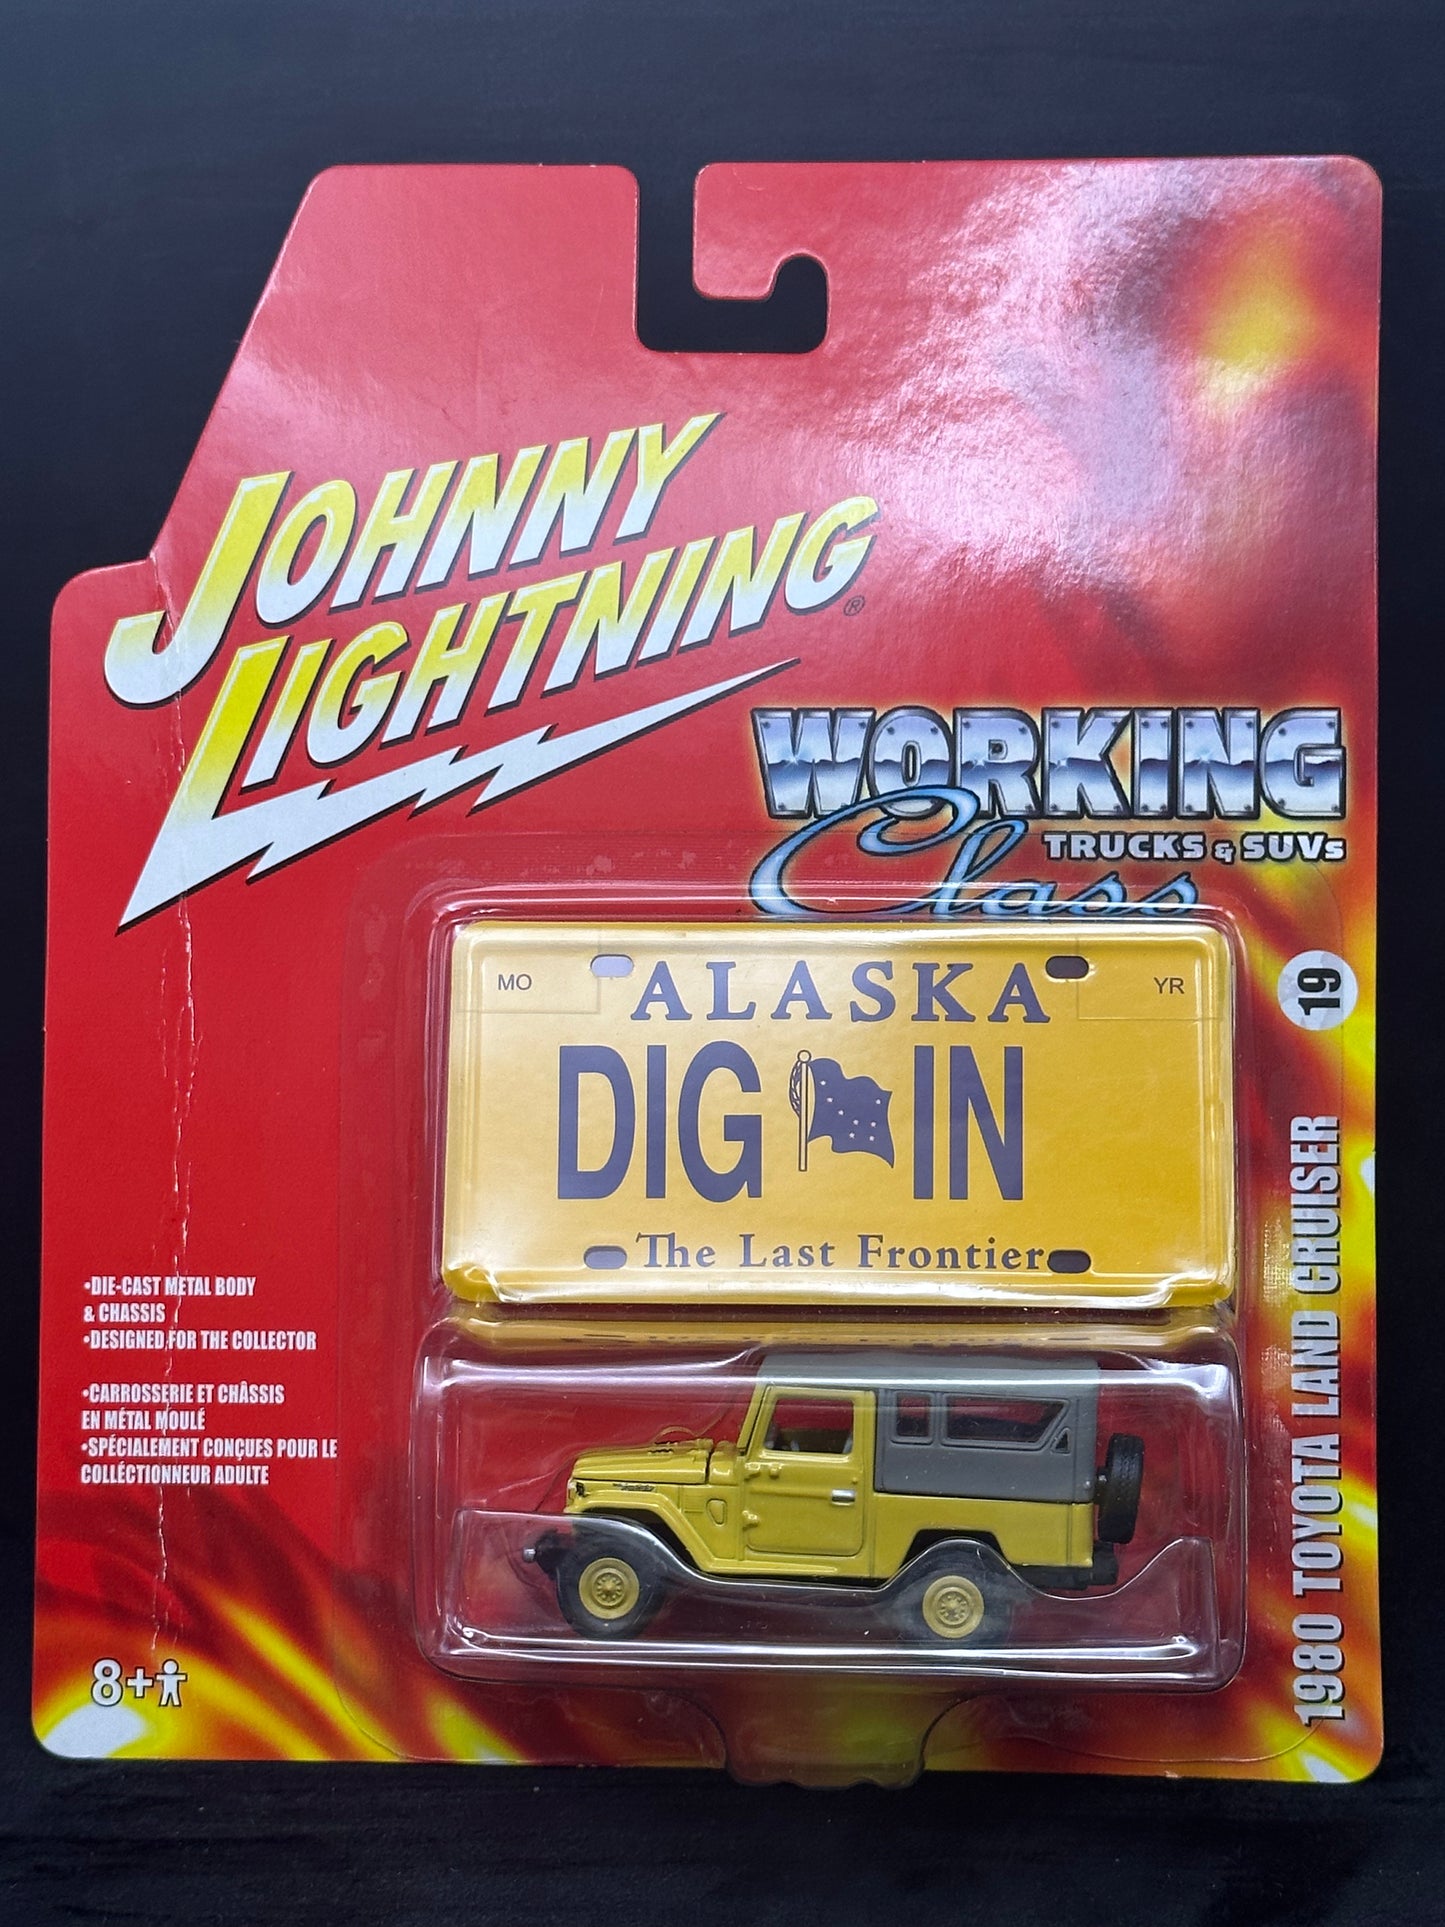 JOHNNY
LIGHTNING®
WORKING
Class
TRUCKS & SUVs
MO
ALASKA
YR
DIG IN
The Last Frontier
19
1980 TOYOTA LAND CRUISER
•DIE-CAST METAL BODY
& CHASSIS
•DESIGNED FOR THE COLLECTOR
•CARROSSERIE ET CHÂSSIS
EN MÉTAL MOULÉ
•SPÉCIALEMENT CONÇUES POUR LE
COLLÉCTIONNEUR ADULTE
8+